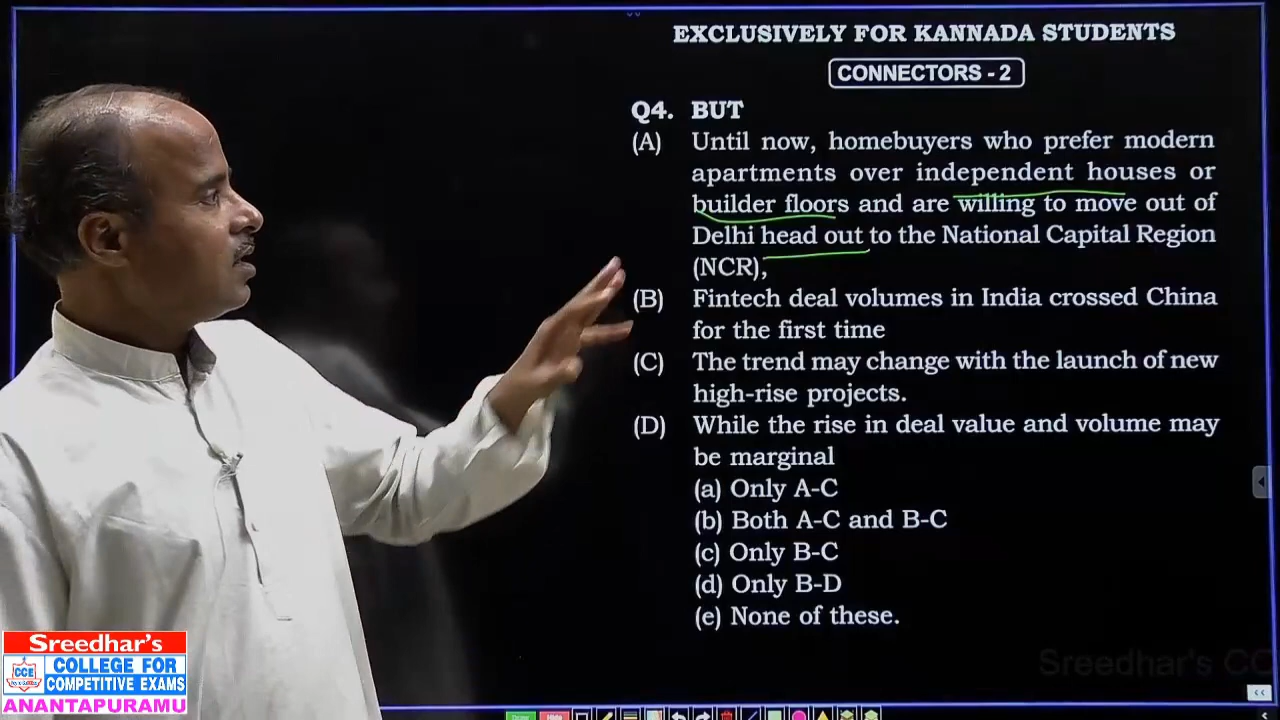 EXCLUSIVELY FOR KANNADA STUDENTS
CONNECTORS - 2
Q4. BUT
(A) Until now, homebuyers who prefer modern
apartments over independent houses or
builder floors and are willing to move out of
Delhi head out to the National Capital Region
(NCR),
(B) Fintech deal volumes in India crossed China
for the first time
(C) The trend may change with the launch of new
high-rise projects.
(D) While the rise in deal value and volume may
be marginal
(a) Only A-C
(b) Both A-C and B-C
(c) Only B-C
(d) Only B-D
(e) None of these.
Sreedhar's
CCE
COLLEGE FOR
COMPETITIVE EXAMS
ANANTAPURAMU
Sreedhar's CC